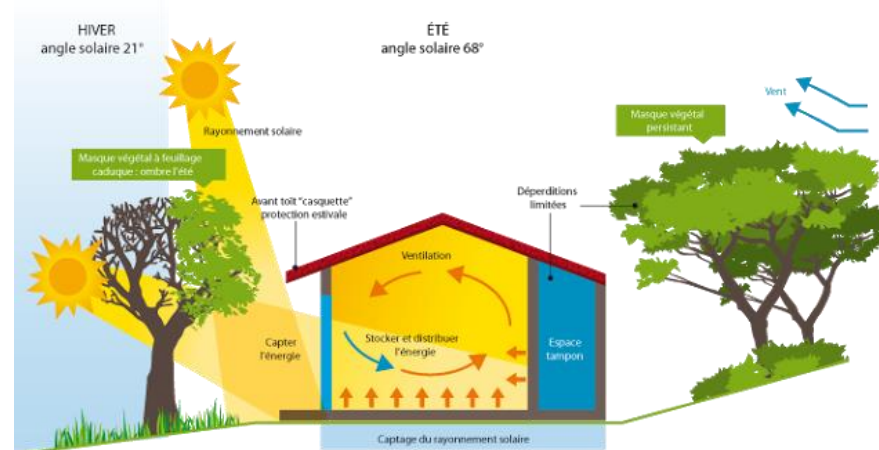 HIVER
angle solaire 21°
ÉTÉ
angle solaire 68°
Rayonnement solaire
Masque végétal à feuillage
caduque : ombre l'été
Avant toit "casquette"
protection estivale
Déperditions
limitées
Masque végétal
persistant
Vent
Ventilation
Capter
l'énergie
Stocker et distribuer
l'énergie
Espace
tampon
Captage du rayonnement solaire